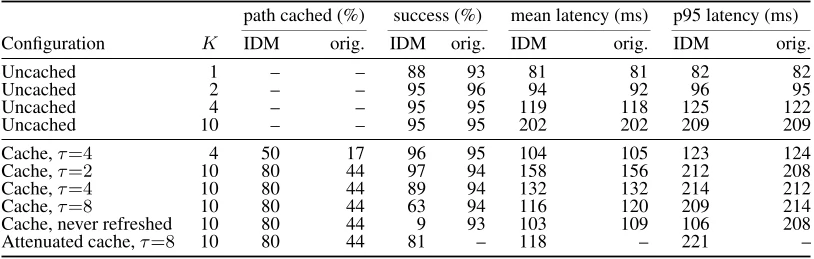 path cached (%) success (%) mean latency (ms) p95 latency (ms)
Configuration K IDM orig. IDM orig. IDM orig. IDM orig.
Uncached 1 – – 88 93 81 81 82 82
Uncached 2 – – 95 96 94 92 96 95
Uncached 4 – – 95 95 119 118 125 122
Uncached 10 – – 95 95 202 202 209 209
Cache, τ=4 4 50 17 96 95 104 105 123 124
Cache, τ=2 10 80 44 97 94 158 156 212 208
Cache, τ=4 10 80 44 89 94 132 132 214 212
Cache, τ=8 10 80 44 63 94 116 120 209 214
Cache, never refreshed 10 80 44 9 93 103 109 106 208
Attenuated cache, τ=8 10 80 44 81 – 118 – 221 –